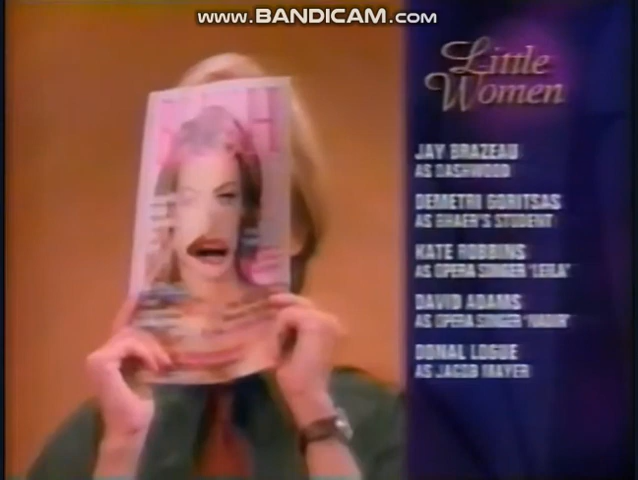 www.BANDICAM.com
Little
Women
JAY BRAZEAU
AS DASHWOOD
DEMETRI GORITSAS
AS BHAER'S STUDENT
KATE ROBBINS
AS OPERA SINGER 'LEILA'
DAVID ADAMS
AS OPERA SINGER 'NADIR'
DONAL LOGUE
AS JACOB MAYER